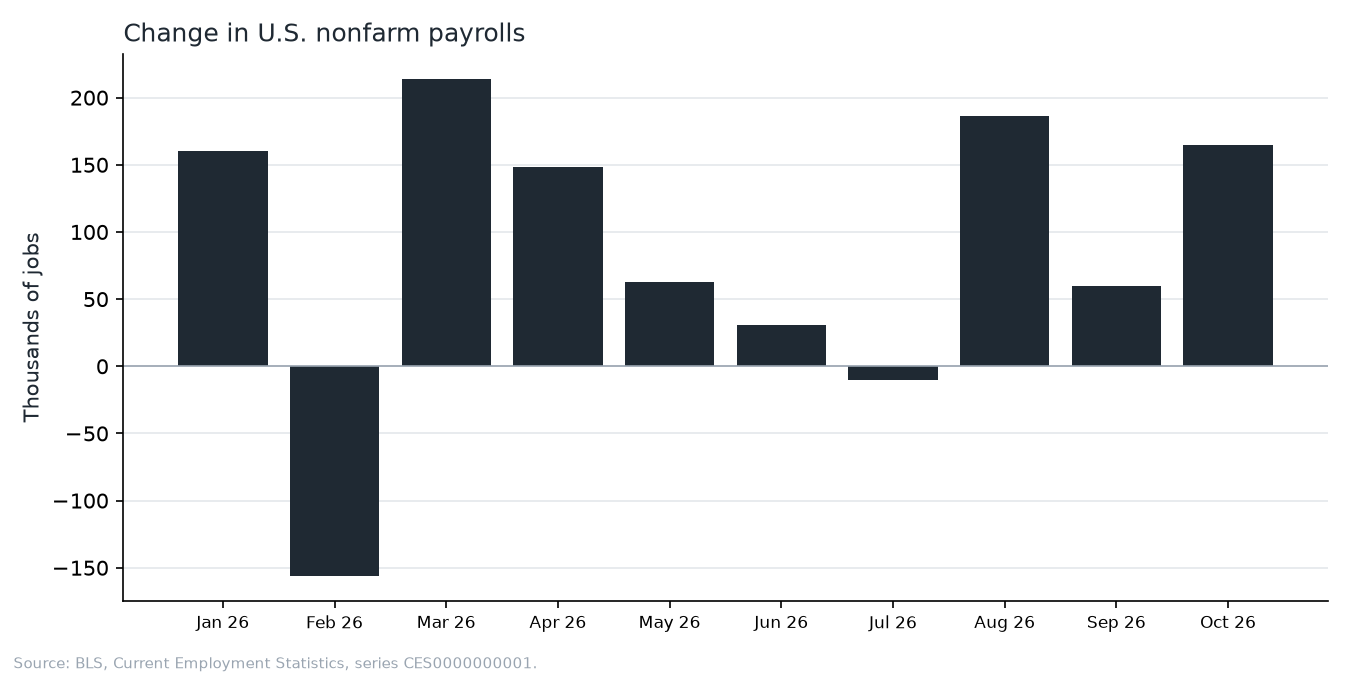 Change in U.S. nonfarm payrolls
Thousands of jobs
200
150
100
50
0
−50
−100
−150
Jan 26 Feb 26 Mar 26 Apr 26 May 26 Jun 26 Jul 26 Aug 26 Sep 26 Oct 26
Source: BLS, Current Employment Statistics, series CES0000000001.